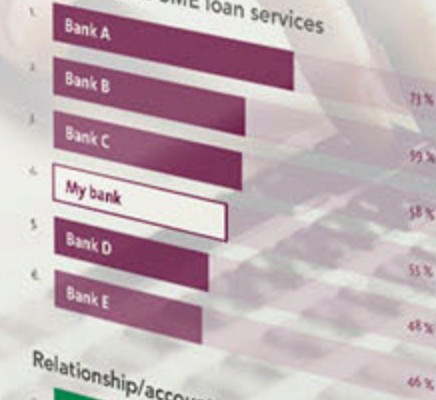 SME loan services
1. Bank A 73%
2. Bank B 59%
3. Bank C 58%
4. My bank 55%
5. Bank D 48%
6. Bank E 46%
Relationship/accou